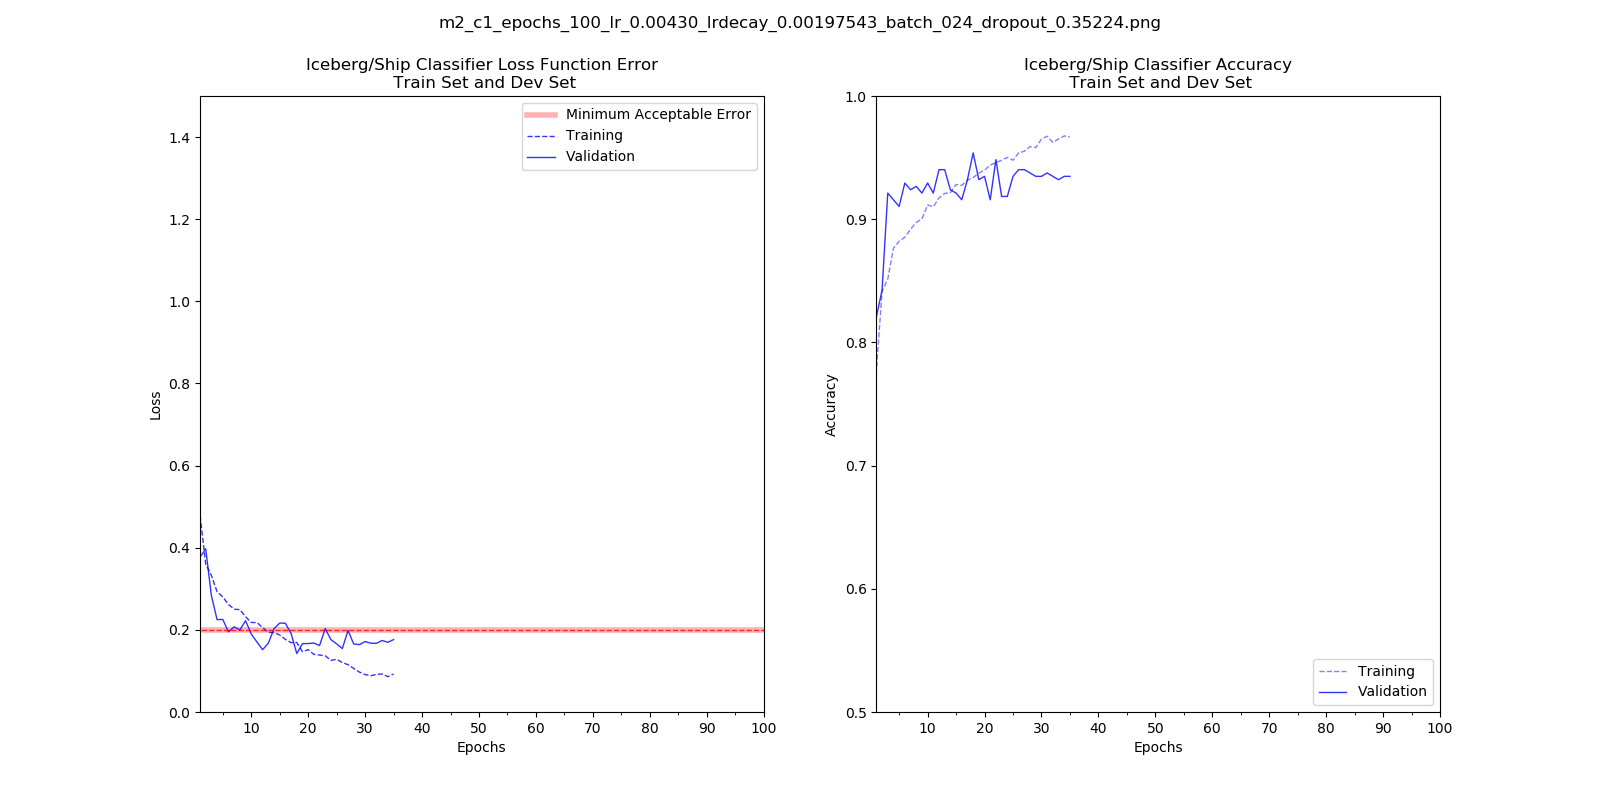 m2_c1_epochs_100_lr_0.00430_lrdecay_0.00197543_batch_024_dropout_0.35224.png
Iceberg/Ship Classifier Loss Function Error
Train Set and Dev Set
Minimum Acceptable Error
Training
Validation
Loss
1.4
1.2
1.0
0.8
0.6
0.4
0.2
0.0
10 20 30 40 50 60 70 80 90 100
Epochs
Iceberg/Ship Classifier Accuracy
Train Set and Dev Set
Accuracy
1.0
0.9
0.8
0.7
0.6
0.5
Training
Validation
10 20 30 40 50 60 70 80 90 100
Epochs